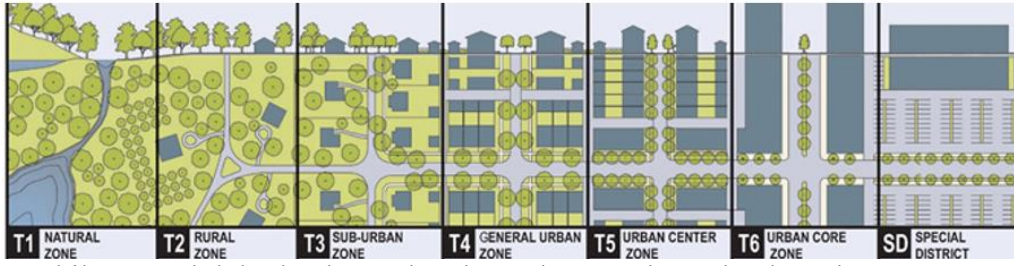 T1 NATURAL
ZONE
T2 RURAL
ZONE
T3 SUB-URBAN
ZONE
T4 GENERAL URBAN
ZONE
T5 URBAN CENTER
ZONE
T6 URBAN CORE
ZONE
SD SPECIAL
DISTRICT